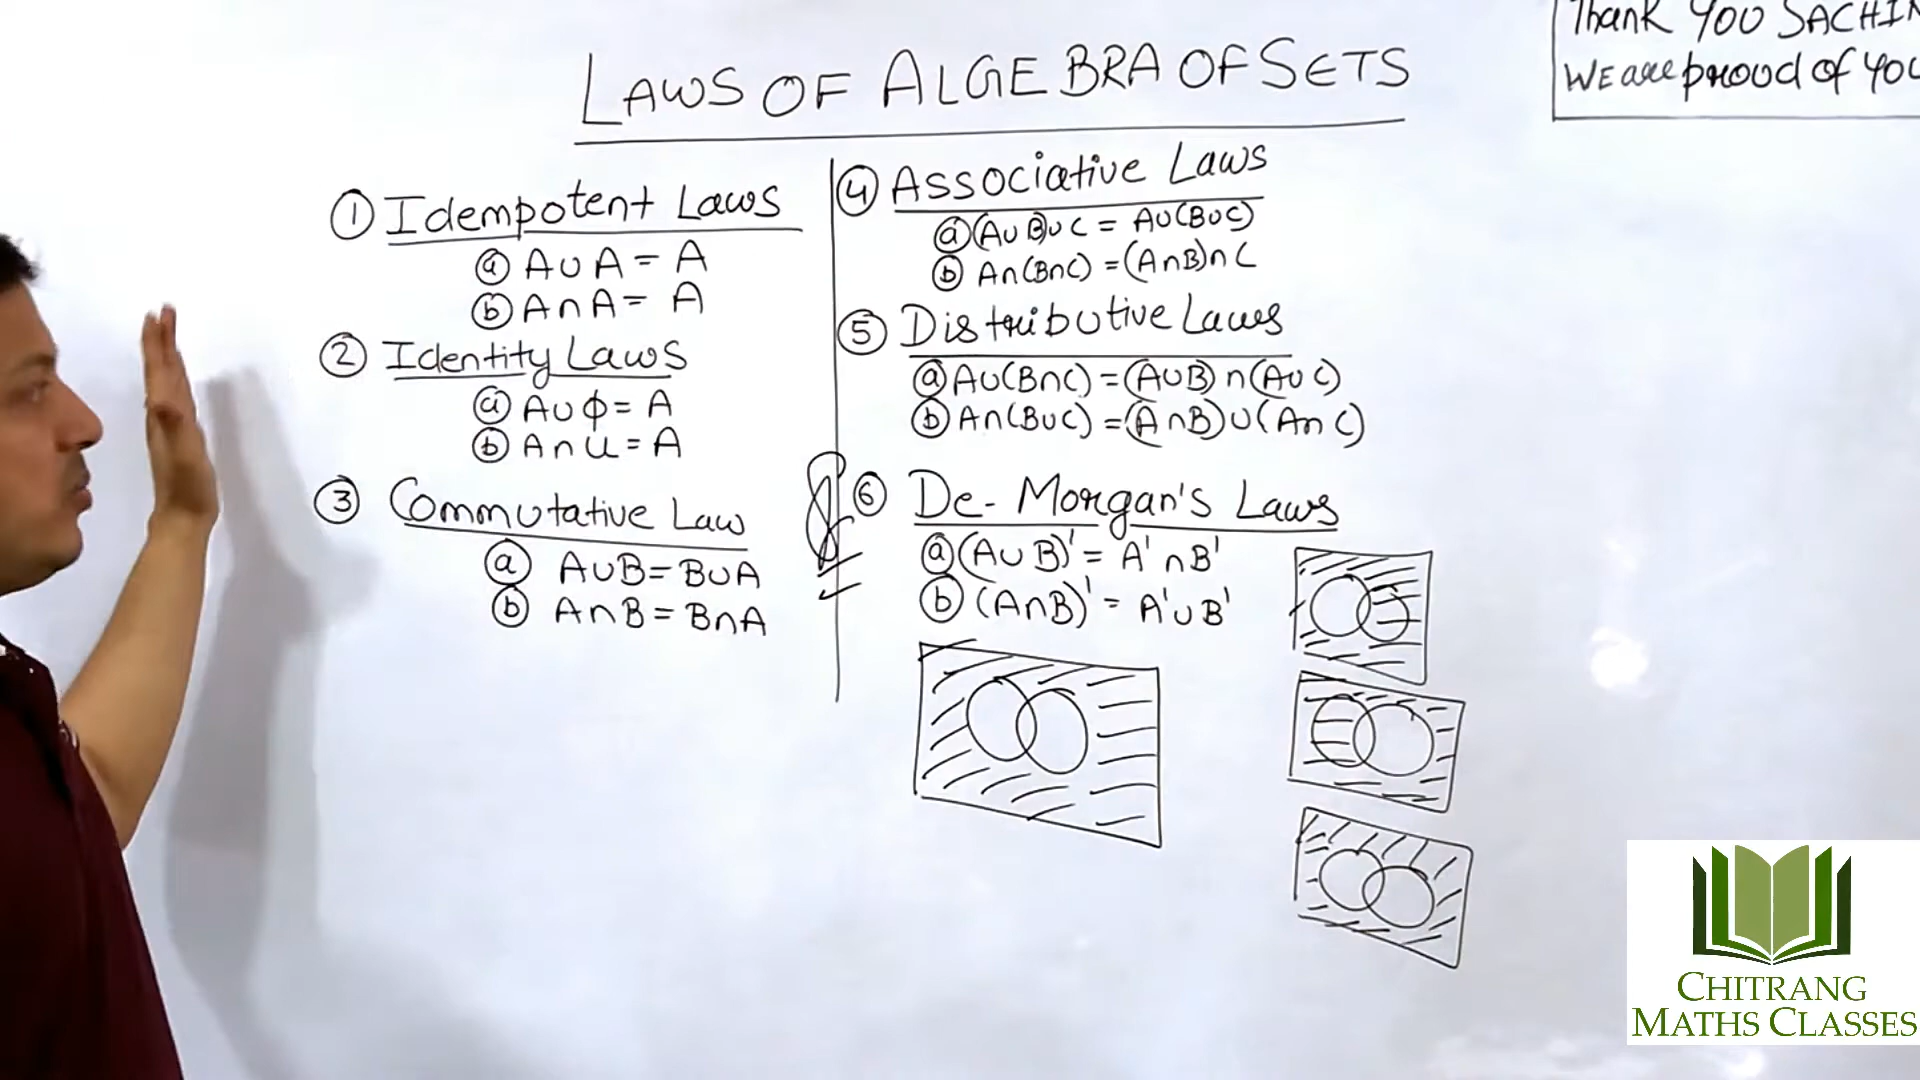 LAWS OF ALGEBRA OF SETS
Thank YOU SACHIN
WE are proud of YOU
① Idempotent Laws
ⓐ A∪A = A
ⓑ A∩A = A
② Identity Laws
ⓐ A∪ϕ = A
ⓑ A∩U = A
③ Commutative Law
ⓐ A∪B = B∪A
ⓑ A∩B = B∩A
④ Associative Laws
ⓐ (A∪B)∪C = A∪(B∪C)
ⓑ A∩(B∩C) = (A∩B)∩C
⑤ Distributive Laws
ⓐ A∪(B∩C) = (A∪B)∩(A∪C)
ⓑ A∩(B∪C) = (A∩B)∪(A∩C)
⑥ De-Morgan's Laws
ⓐ (A∪B)' = A'∩B'
ⓑ (A∩B)' = A'∪B'
CHITRANG
MATHS CLASSES